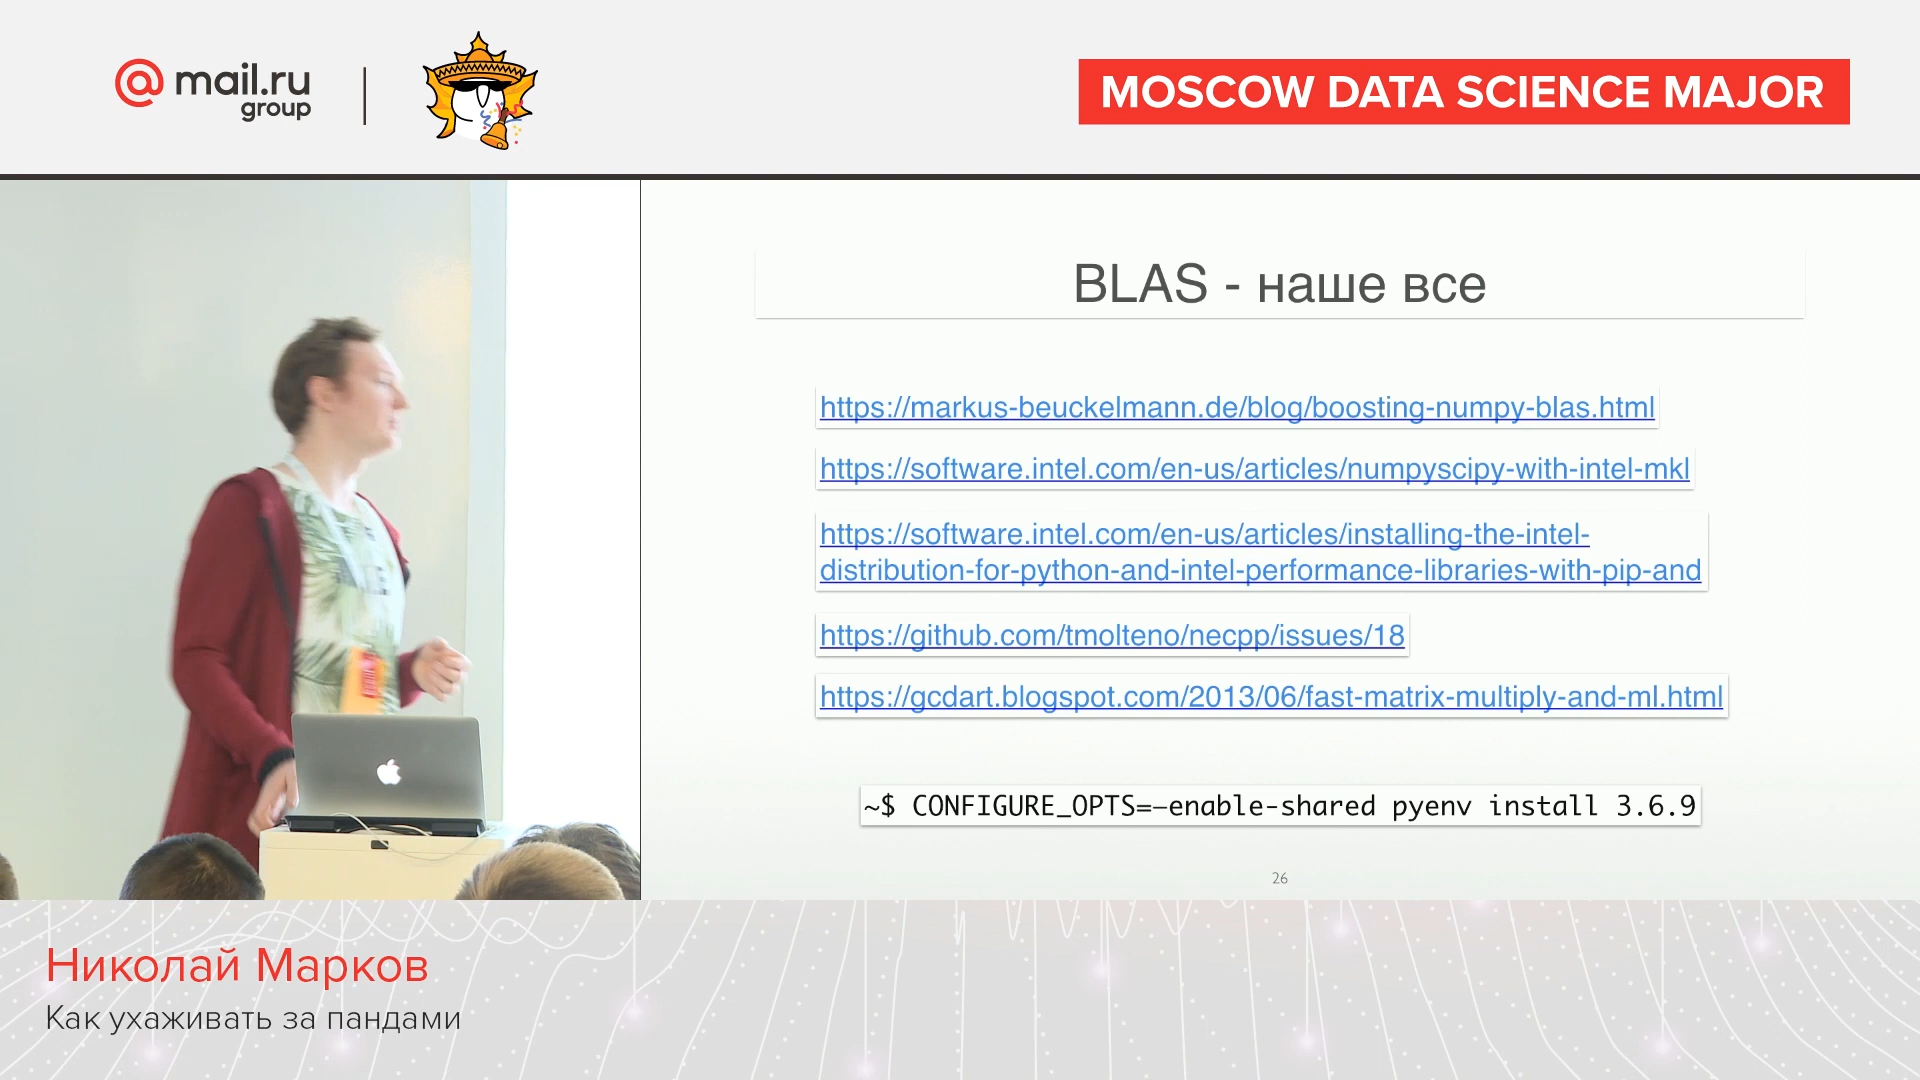 @mail.ru
group
MOSCOW DATA SCIENCE MAJOR
BLAS - наше все
https://markus-beuckelmann.de/blog/boosting-numpy-blas.html
https://software.intel.com/en-us/articles/numpyscipy-with-intel-mkl
https://software.intel.com/en-us/articles/installing-the-intel-
distribution-for-python-and-intel-performance-libraries-with-pip-and
https://github.com/tmolteno/necpp/issues/18
https://gcdart.blogspot.com/2013/06/fast-matrix-multiply-and-ml.html
~$ CONFIGURE_OPTS=—enable-shared pyenv install 3.6.9
26
Николай Марков
Как ухаживать за пандами